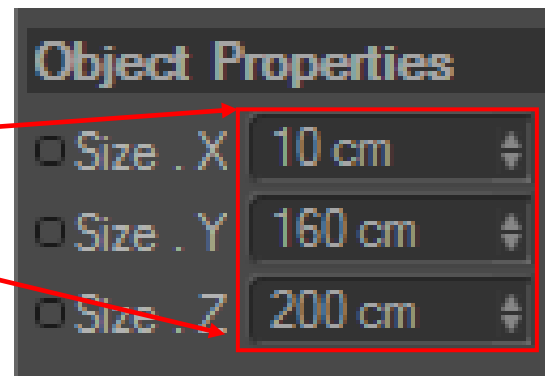 Object Properties
Size . X 10 cm
Size . Y 160 cm
Size . Z 200 cm